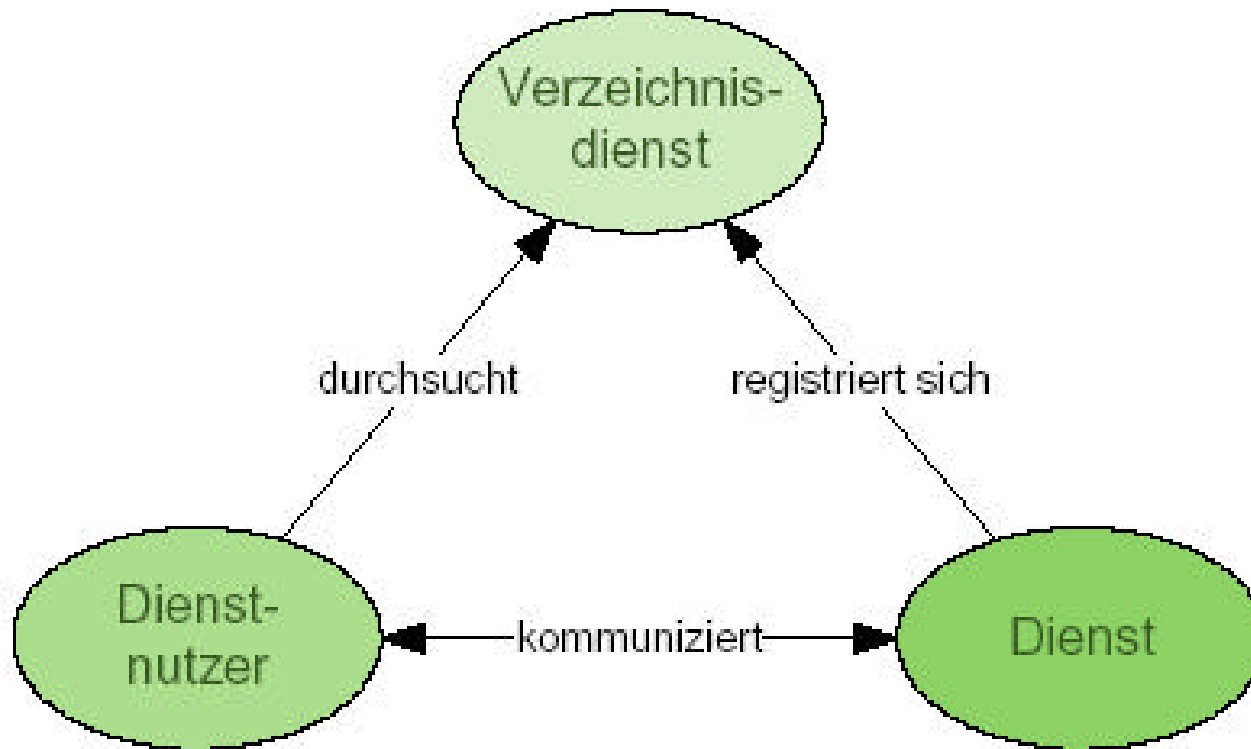 Verzeichnis-
dienst
durchsucht
registriert sich
Dienst-
nutzer
kommuniziert
Dienst